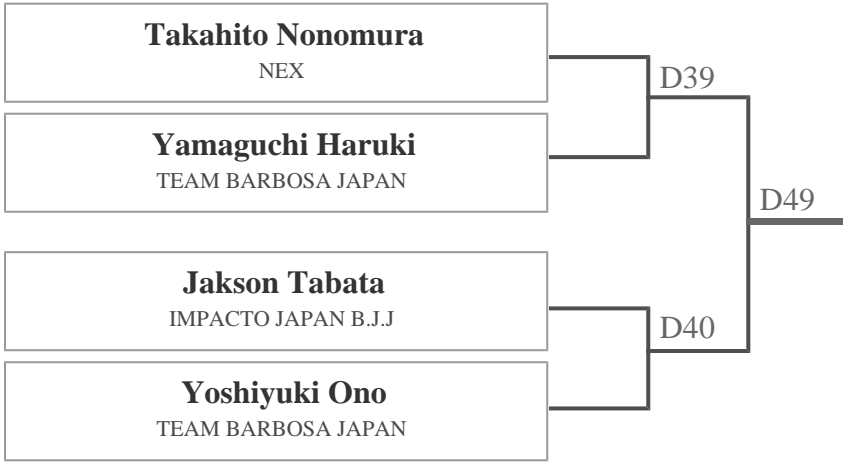 Takahito Nonomura
NEX
D39
Yamaguchi Haruki
TEAM BARBOSA JAPAN
D49
Jakson Tabata
IMPACTO JAPAN B.J.J
D40
Yoshiyuki Ono
TEAM BARBOSA JAPAN